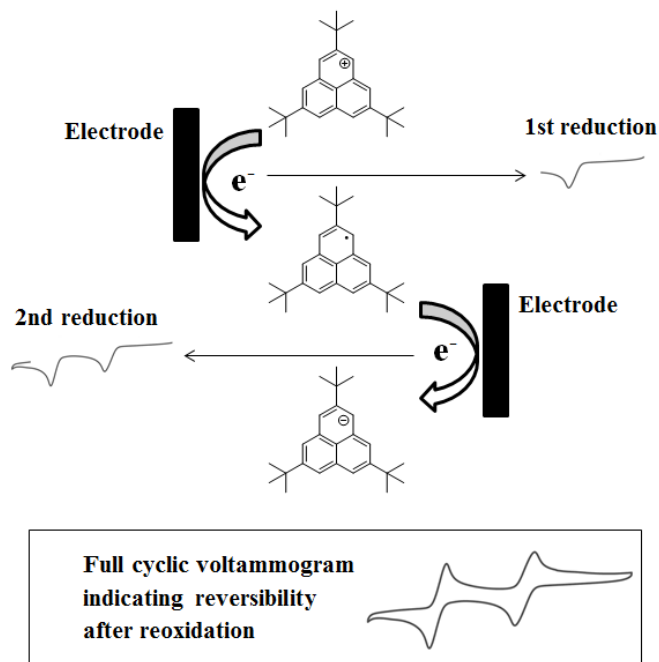 Electrode
1st reduction
e⁻
Electrode
2nd reduction
e⁻
Full cyclic voltammogram
indicating reversibility
after reoxidation